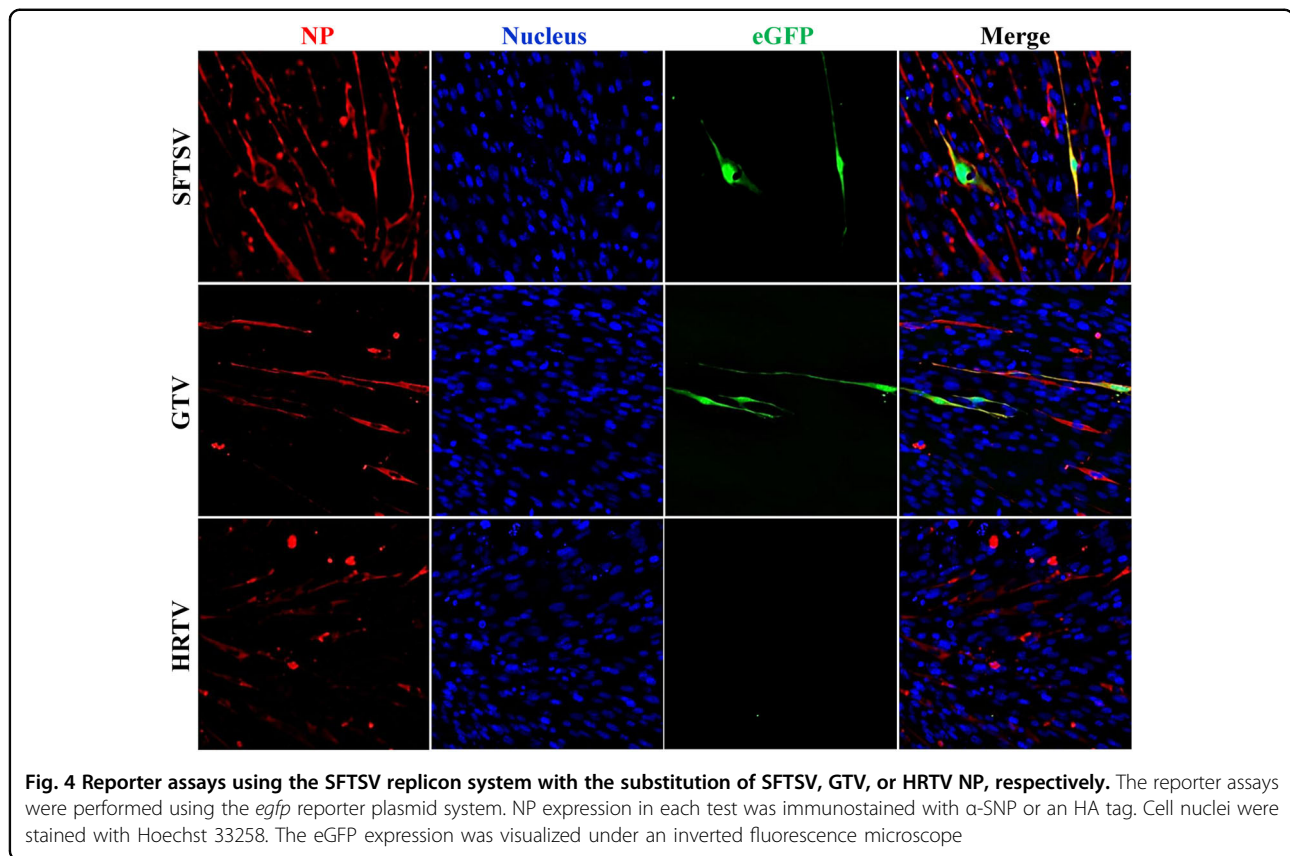 NP Nucleus eGFP Merge
SFTSV
GTV
HRTV
Fig. 4 Reporter assays using the SFTSV replicon system with the substitution of SFTSV, GTV, or HRTV NP, respectively. The reporter assays
were performed using the egfp reporter plasmid system. NP expression in each test was immunostained with α-SNP or an HA tag. Cell nuclei were
stained with Hoechst 33258. The eGFP expression was visualized under an inverted fluorescence microscope